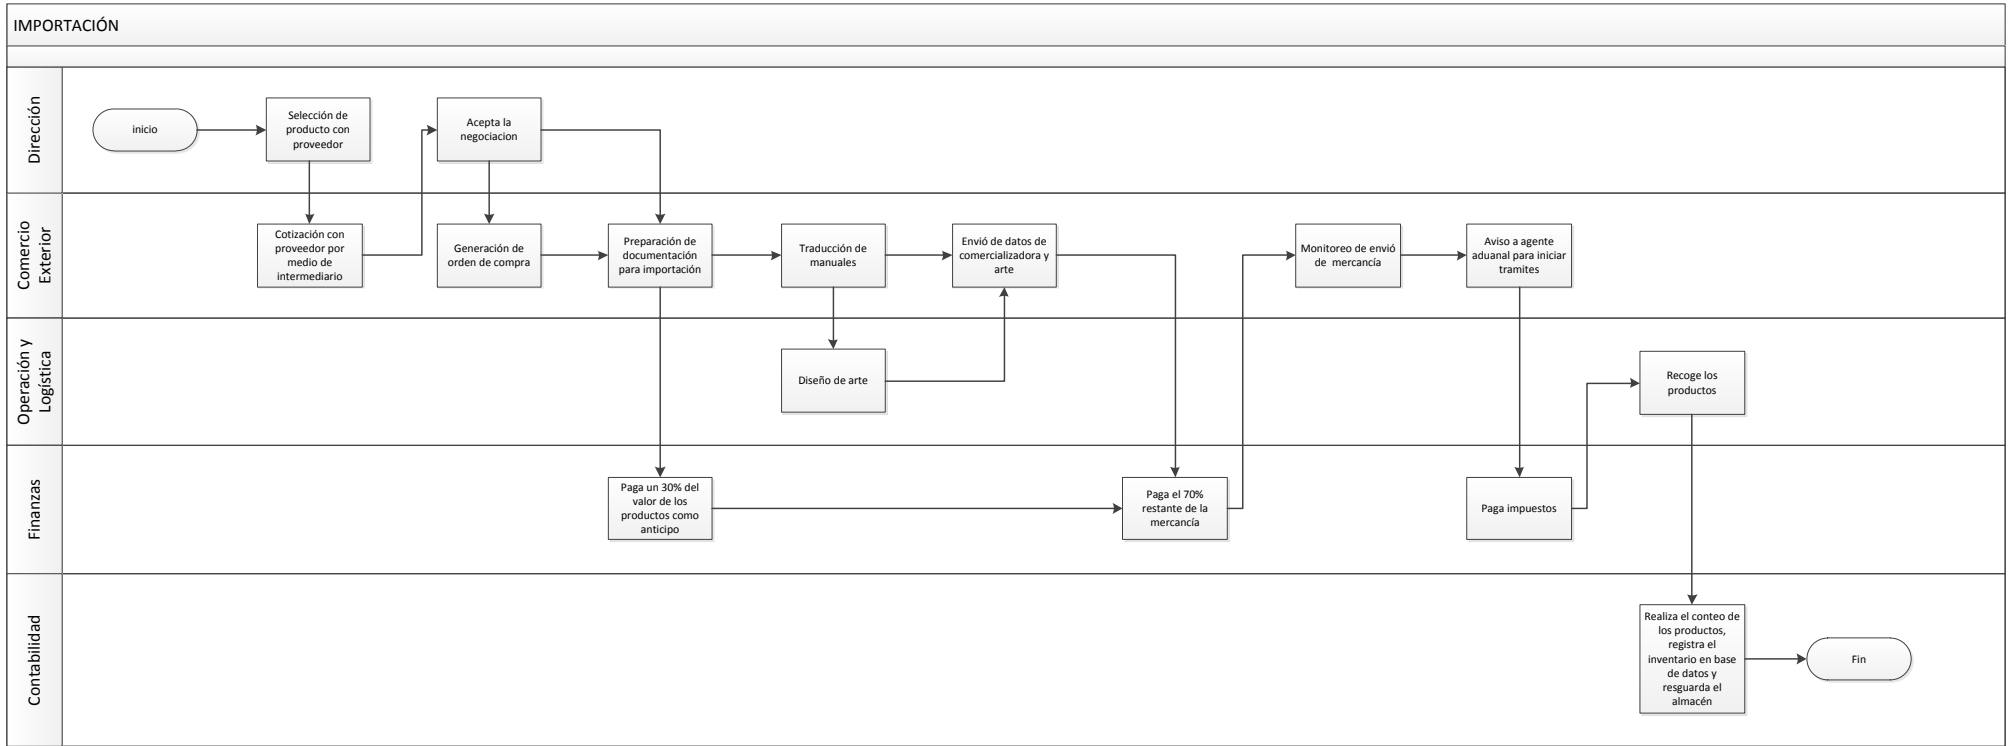 IMPORTACIÓN
Dirección
inicio
Selección de
producto con
proveedor
Acepta la
negociacion
Comercio
Exterior
Cotización con
proveedor por
medio de
intermediario
Generación de
orden de compra
Preparación de
documentación
para importación
Traducción de
manuales
Envió de datos de
comercializadora y
arte
Monitoreo de envió
de mercancía
Aviso a agente
aduanal para iniciar
tramites
Operación y
Logística
Diseño de arte
Recoge los
productos
Finanzas
Paga un 30% del
valor de los
productos como
anticipo
Paga el 70%
restante de la
mercancía
Paga impuestos
Contabilidad
Realiza el conteo de
los productos,
registra el
inventario en base
de datos y
resguarda el
almacén
Fin